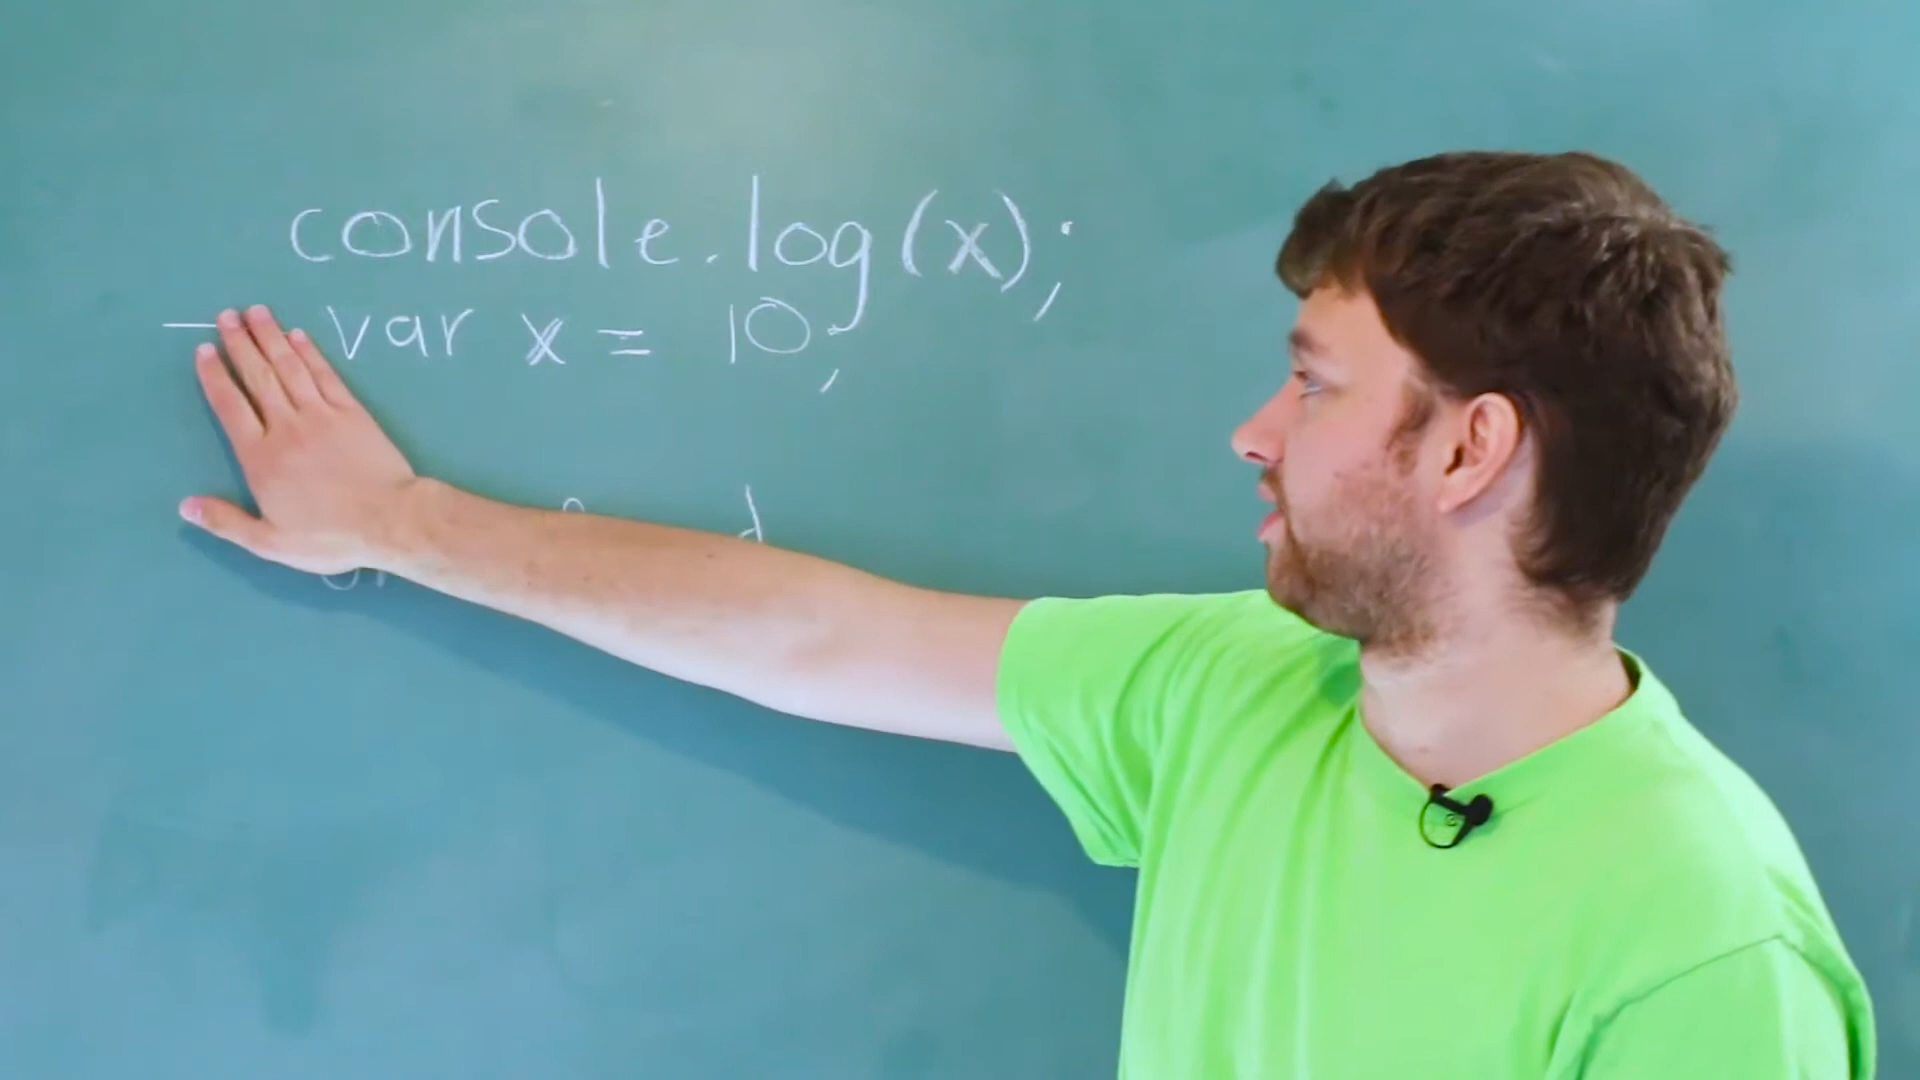 console.log(x);
var x = 10;